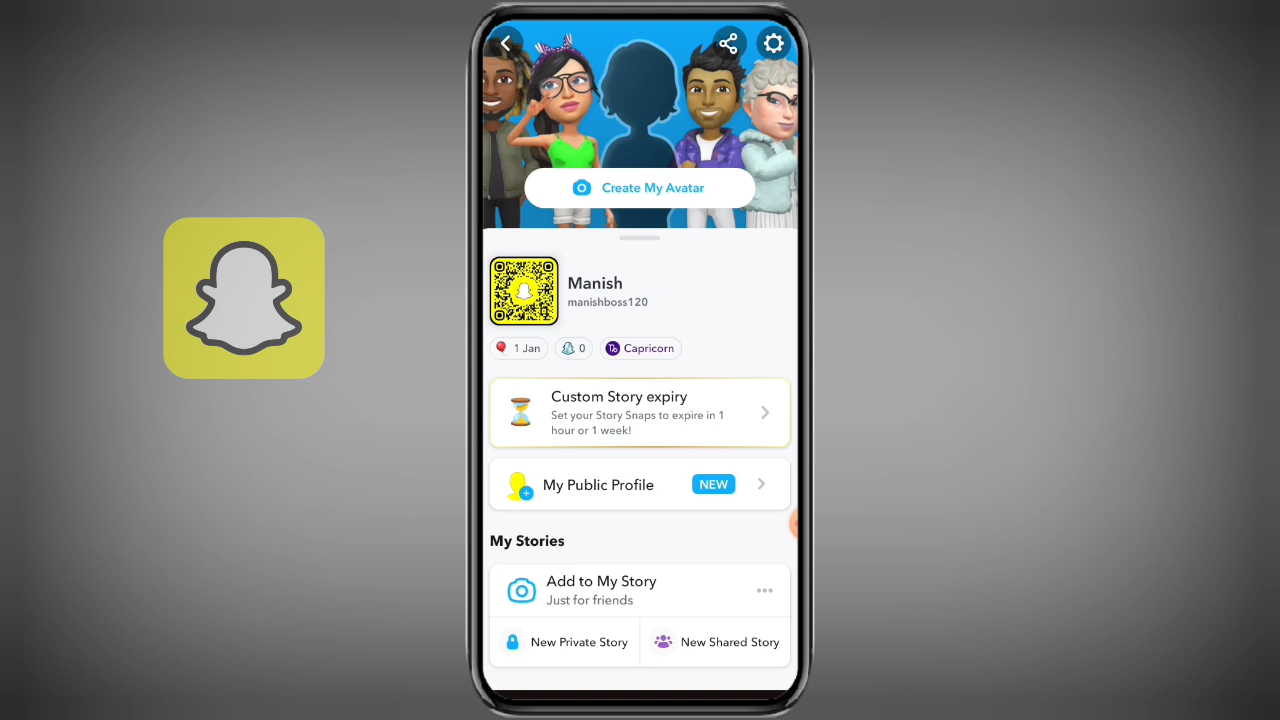 Create My Avatar
Manish
manishboss120
1 Jan
0
Capricorn
Custom Story expiry
Set your Story Snaps to expire in 1
hour or 1 week!
My Public Profile
NEW
My Stories
Add to My Story
Just for friends
New Private Story
New Shared Story